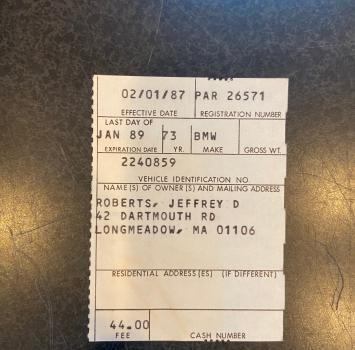 02/01/87 PAR 26571
EFFECTIVE DATE REGISTRATION NUMBER
LAST DAY OF
JAN 89 73 BMW
EXPIRATION DATE YR. MAKE GROSS WT.
2240859
VEHICLE IDENTIFICATION NO.
NAME(S) OF OWNER(S) AND MAILING ADDRESS
ROBERTS, JEFFREY D
42 DARTMOUTH RD
LONGMEADOW, MA 01106
RESIDENTIAL ADDRESS(ES) (IF DIFFERENT)
44.00
FEE CASH NUMBER